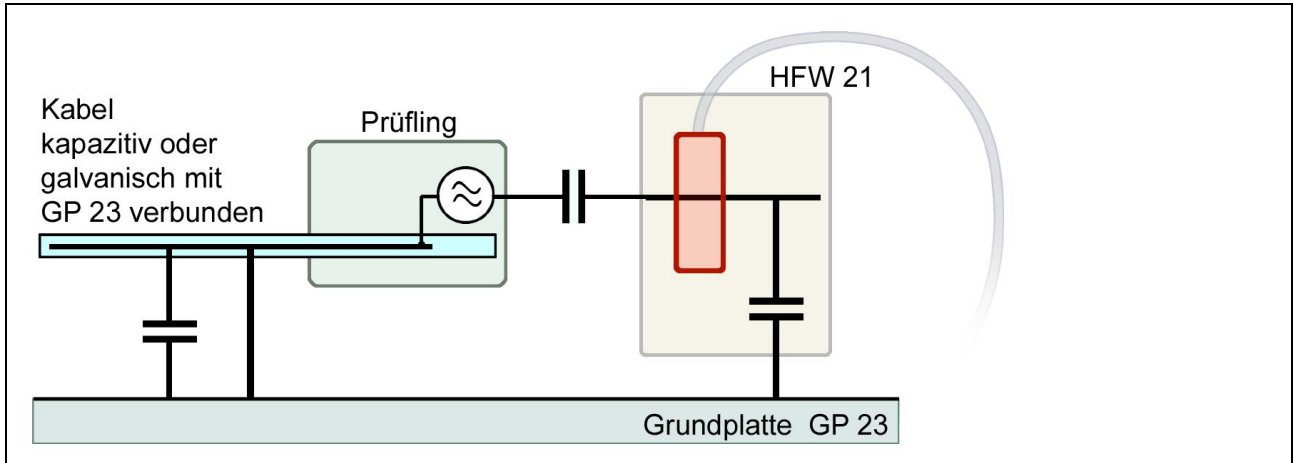 HFW 21
Kabel
kapazitiv oder
galvanisch mit
GP 23 verbunden
Prüfling
Grundplatte GP 23